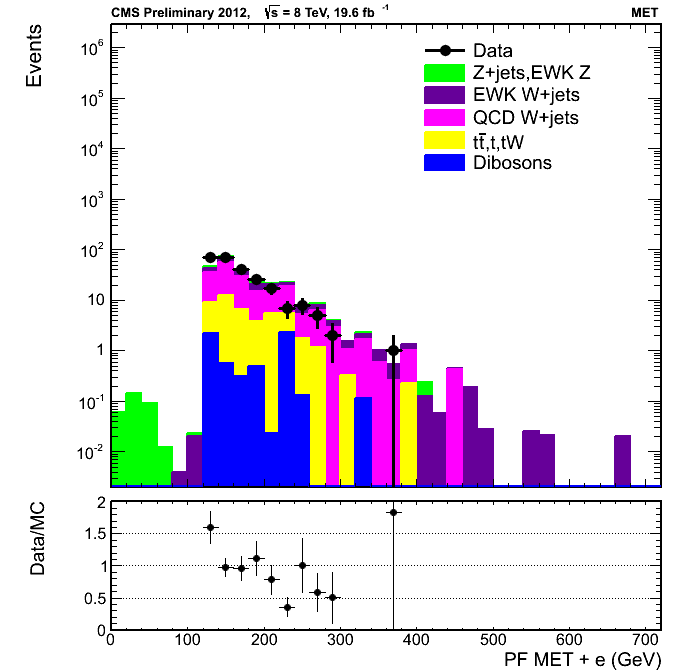 CMS Preliminary 2012, √s = 8 TeV, 19.6 fb⁻¹ MET
Events
Data
Z+jets,EWK Z
EWK W+jets
QCD W+jets
tt̄,t,tW
Dibosons
10⁶
10⁵
10⁴
10³
10²
10
1
10⁻¹
10⁻²
Data/MC
2
1.5
1
0.5
0
0 100 200 300 400 500 600 700
PF MET + e (GeV)